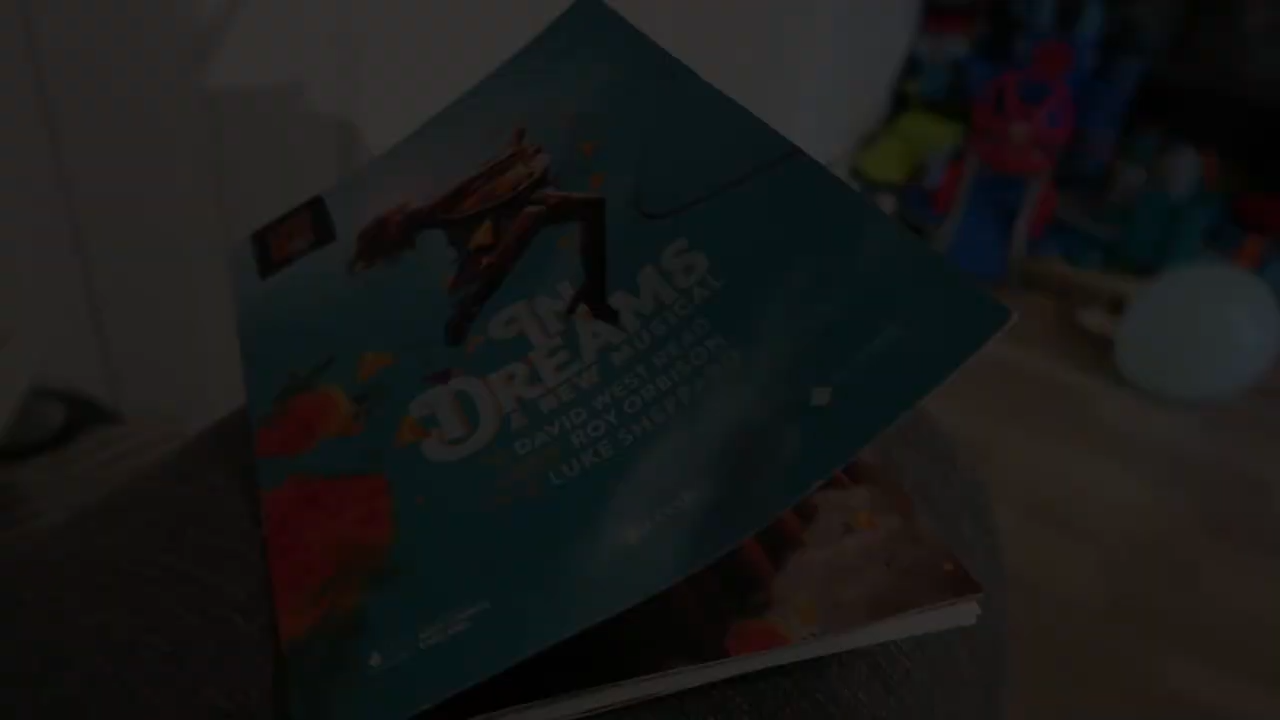 IN
DREAMS
A NEW MUSICAL
DAVID WEST READ
ROY ORBISON
LUKE SHEPPARD